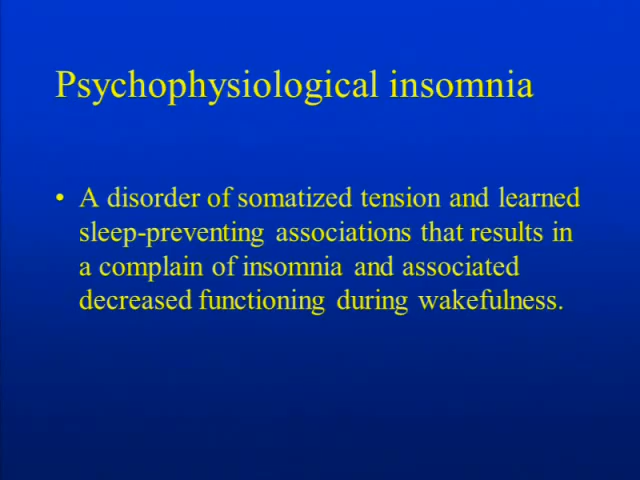 Psychophysiological insomnia
• A disorder of somatized tension and learned
sleep-preventing associations that results in
a complain of insomnia and associated
decreased functioning during wakefulness.